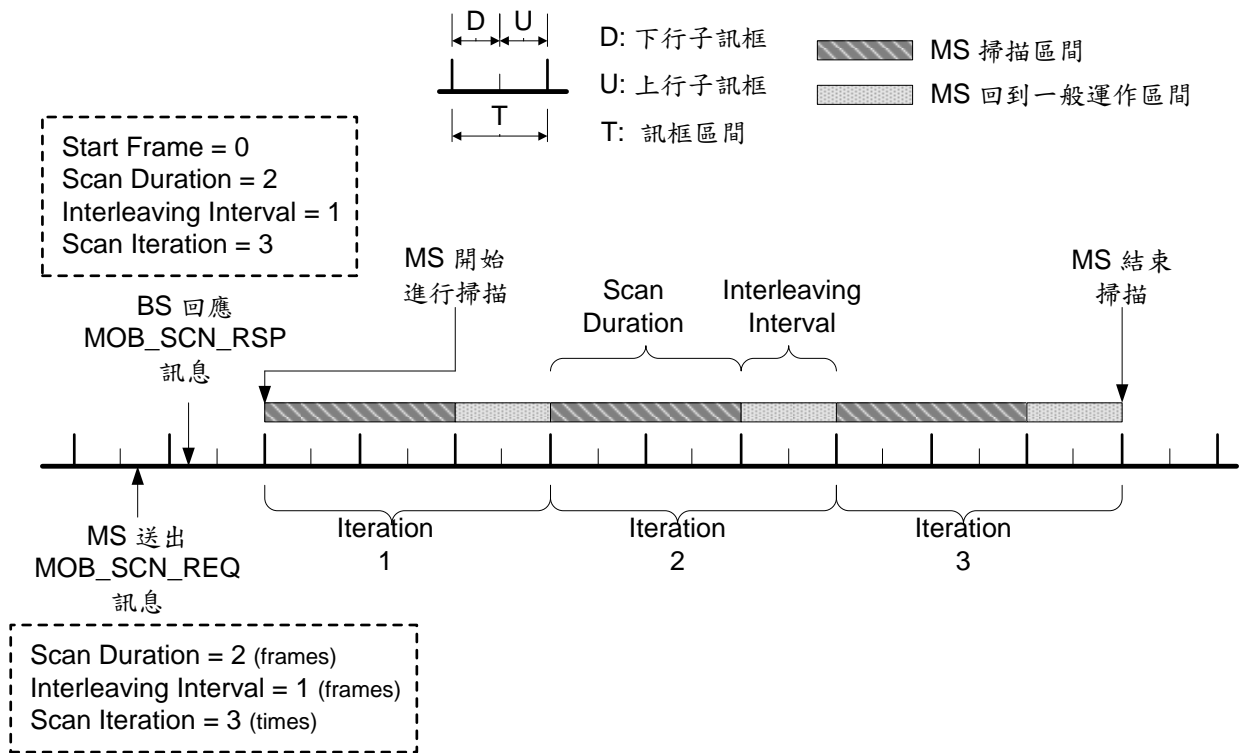 D
U
T
D: 下行子訊框
U: 上行子訊框
T: 訊框區間
MS 掃描區間
MS 回到一般運作區間
Start Frame = 0
Scan Duration = 2
Interleaving Interval = 1
Scan Iteration = 3
BS 回應
MOB_SCN_RSP
訊息
MS 開始
進行掃描
Scan
Duration
Interleaving
Interval
MS 結束
掃描
MS 送出
MOB_SCN_REQ
訊息
Iteration
1
Iteration
2
Iteration
3
Scan Duration = 2 (frames)
Interleaving Interval = 1 (frames)
Scan Iteration = 3 (times)